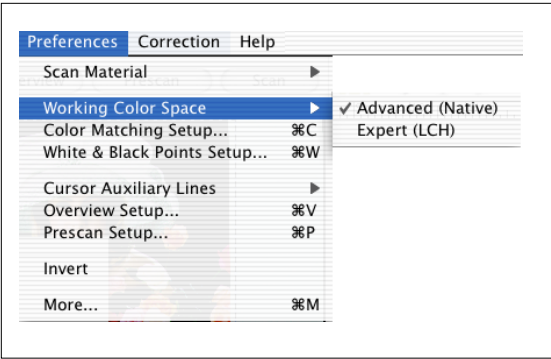 Preferences Correction Help
Scan Material
Working Color Space ✓ Advanced (Native)
Color Matching Setup... ⌘C Expert (LCH)
White & Black Points Setup... ⌘W
Cursor Auxiliary Lines
Overview Setup... ⌘V
Prescan Setup... ⌘P
Invert
More... ⌘M